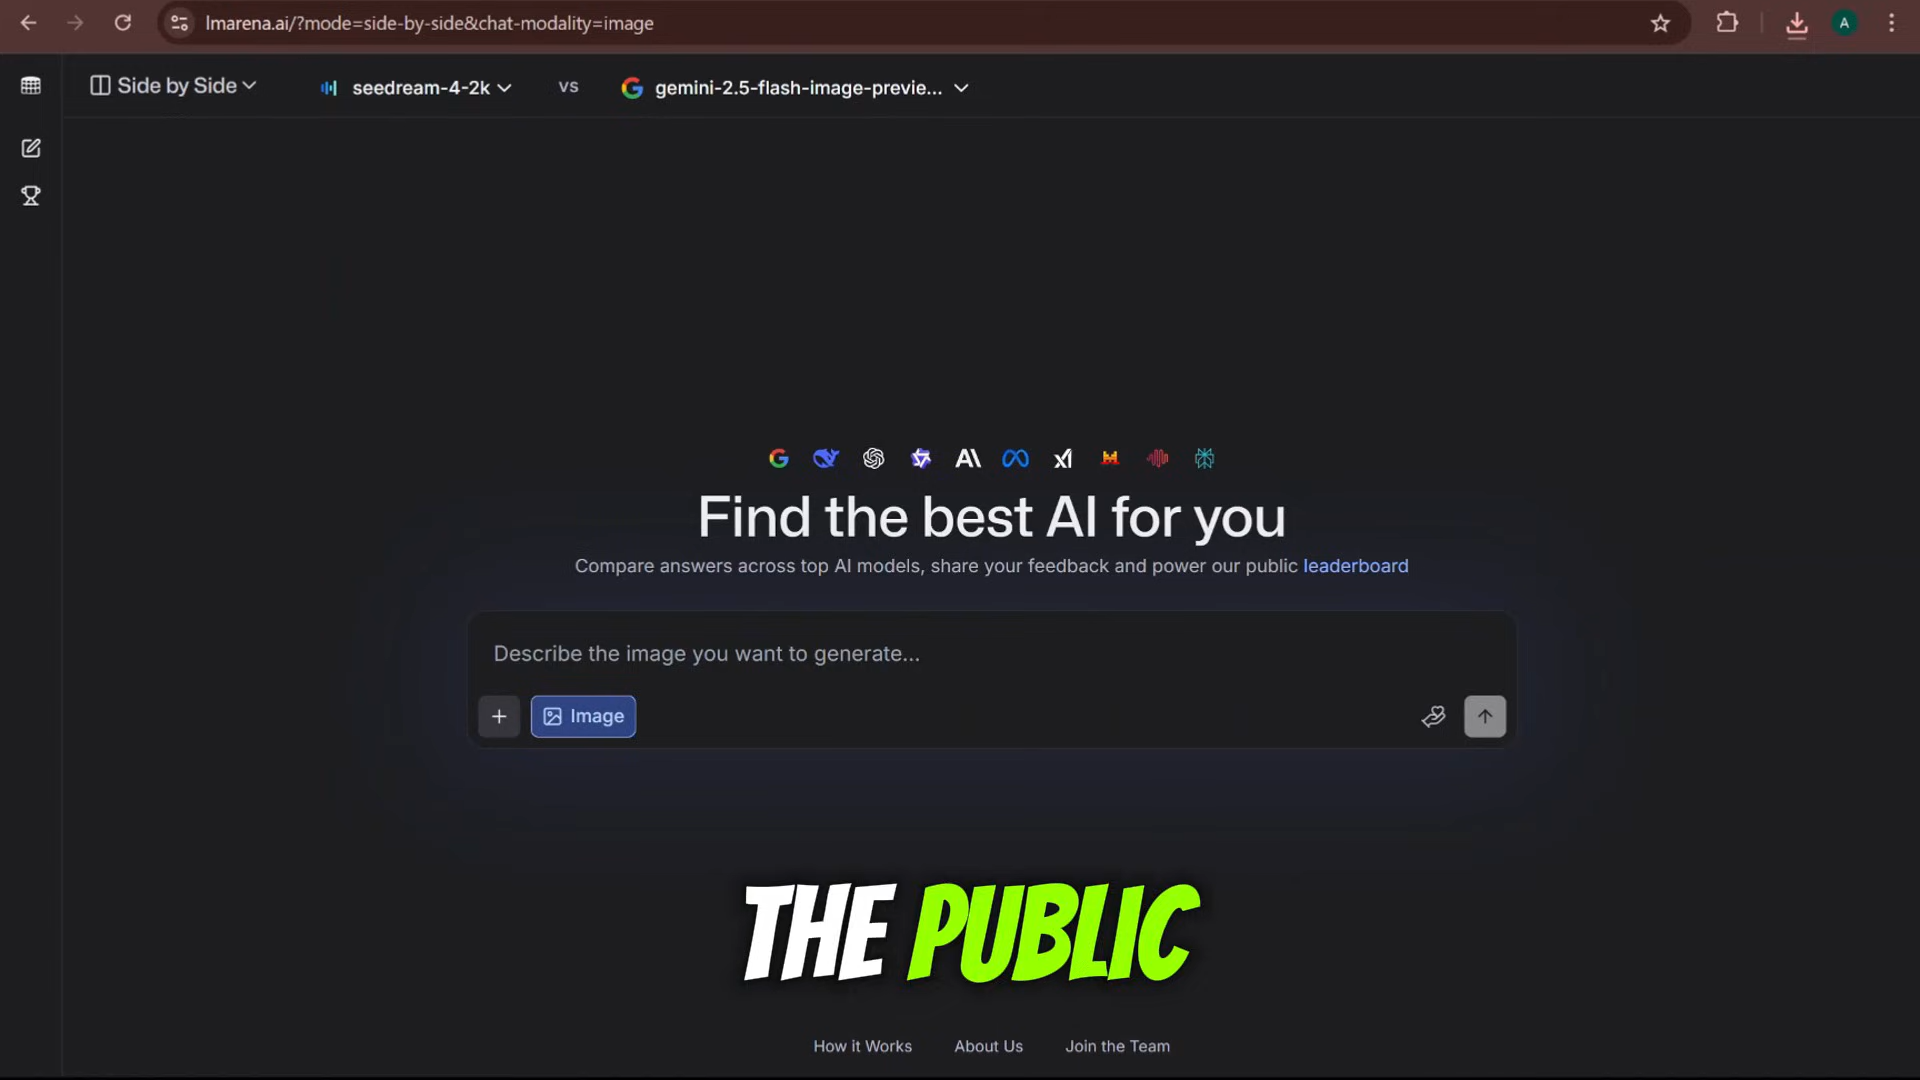 lmarena.ai/?mode=side-by-side&chat-modality=image
A
Side by Side
seedream-4-2k
VS
gemini-2.5-flash-image-previe...
Find the best AI for you
Compare answers across top AI models, share your feedback and power our public leaderboard
Describe the image you want to generate...
Image
THE PUBLIC
How it Works
About Us
Join the Team